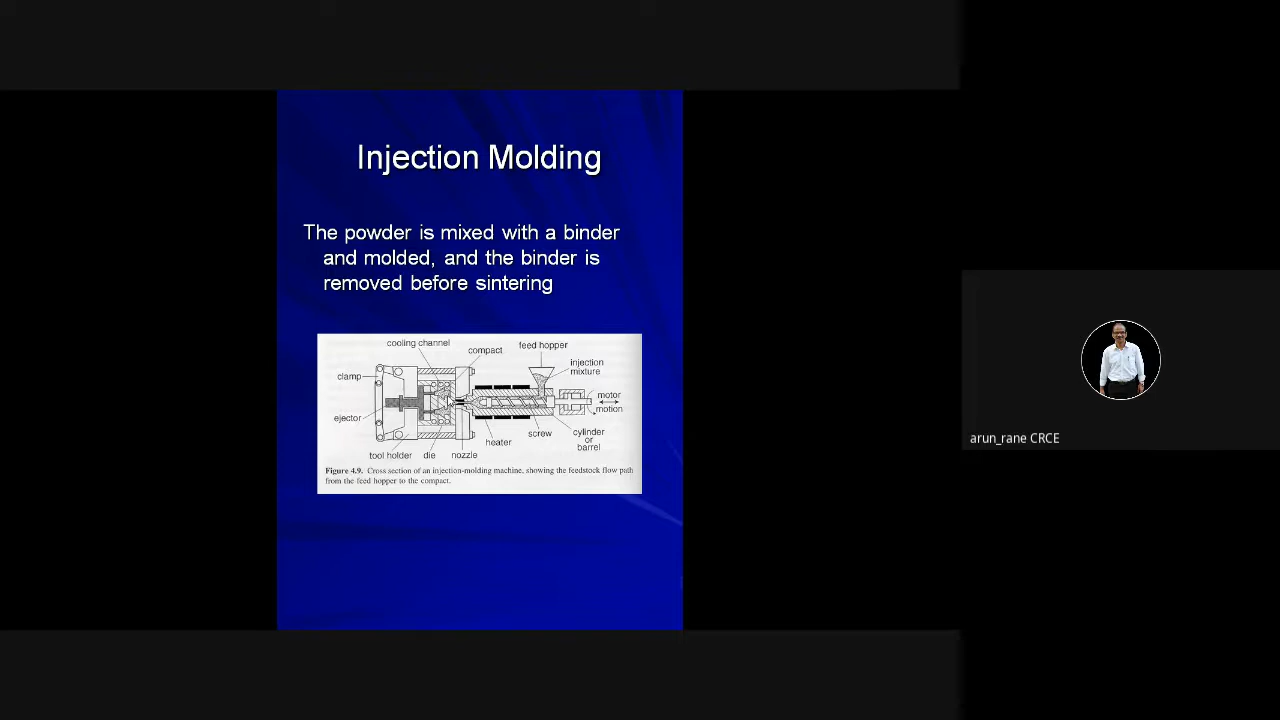 Injection Molding
The powder is mixed with a binder
and molded, and the binder is
removed before sintering
cooling channel
compact
feed hopper
injection
mixture
clamp
motor
motion
ejector
heater
screw
cylinder
or
barrel
tool holder
die
nozzle
Figure 4.9. Cross section of an injection-molding machine, showing the feedstock flow path
from the feed hopper to the compact.
arun_rane CRCE